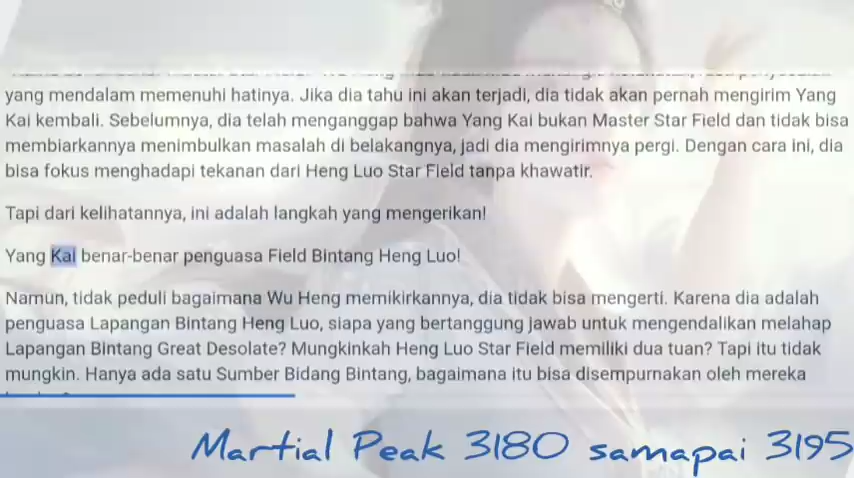 yang mendalam memenuhi hatinya. Jika dia tahu ini akan terjadi, dia tidak akan pernah mengirim Yang
Kai kembali. Sebelumnya, dia telah menganggap bahwa Yang Kai bukan Master Star Field dan tidak bisa
membiarkannya menimbulkan masalah di belakangnya, jadi dia mengirimnya pergi. Dengan cara ini, dia
bisa fokus menghadapi tekanan dari Heng Luo Star Field tanpa khawatir.
Tapi dari kelihatannya, ini adalah langkah yang mengerikan!
Yang Kai benar-benar penguasa Field Bintang Heng Luo!
Namun, tidak peduli bagaimana Wu Heng memikirkannya, dia tidak bisa mengerti. Karena dia adalah
penguasa Lapangan Bintang Heng Luo, siapa yang bertanggung jawab untuk mengendalikan melahap
Lapangan Bintang Great Desolate? Mungkinkah Heng Luo Star Field memiliki dua tuan? Tapi itu tidak
mungkin. Hanya ada satu Sumber Bidang Bintang, bagaimana itu bisa disempurnakan oleh mereka
Martial Peak 3180 samapai 3195